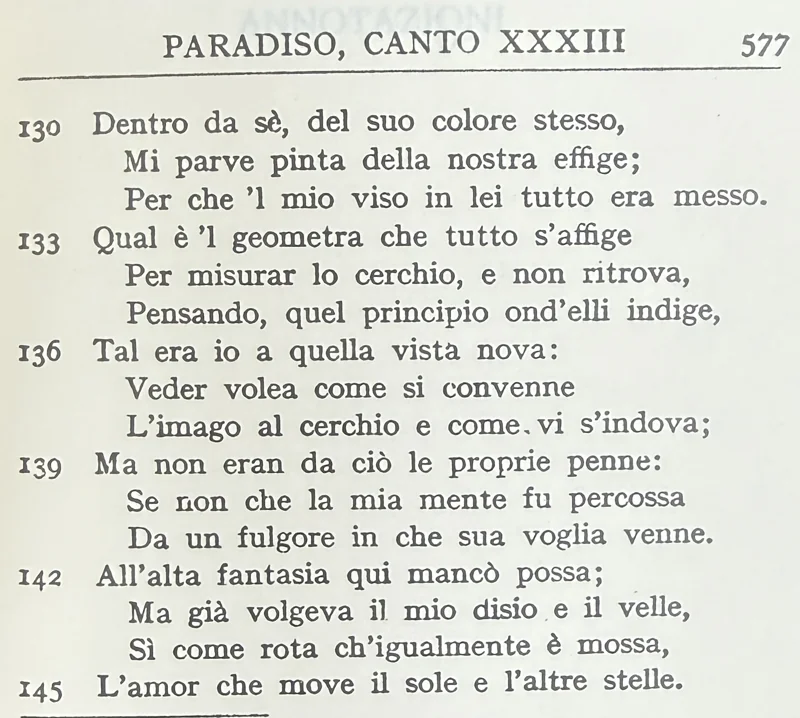 PARADISO, CANTO XXXIII 577
130 Dentro da sè, del suo colore stesso,
Mi parve pinta della nostra effige;
Per che 'l mio viso in lei tutto era messo.
133 Qual è 'l geometra che tutto s'affige
Per misurar lo cerchio, e non ritrova,
Pensando, quel principio ond'elli indige,
136 Tal era io a quella vista nova:
Veder volea come si convenne
L'imago al cerchio e come vi s'indova;
139 Ma non eran da ciò le proprie penne:
Se non che la mia mente fu percossa
Da un fulgore in che sua voglia venne.
142 All'alta fantasia qui mancò possa;
Ma già volgeva il mio disio e il velle,
Sì come rota ch'igualmente è mossa,
145 L'amor che move il sole e l'altre stelle.